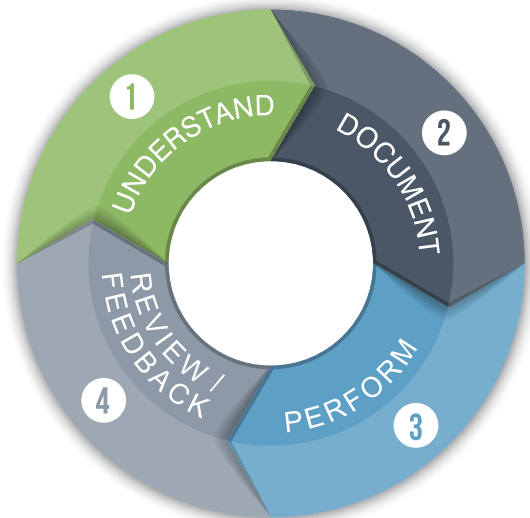 1
UNDERSTAND
2
DOCUMENT
3
PERFORM
4
REVIEW /
FEEDBACK